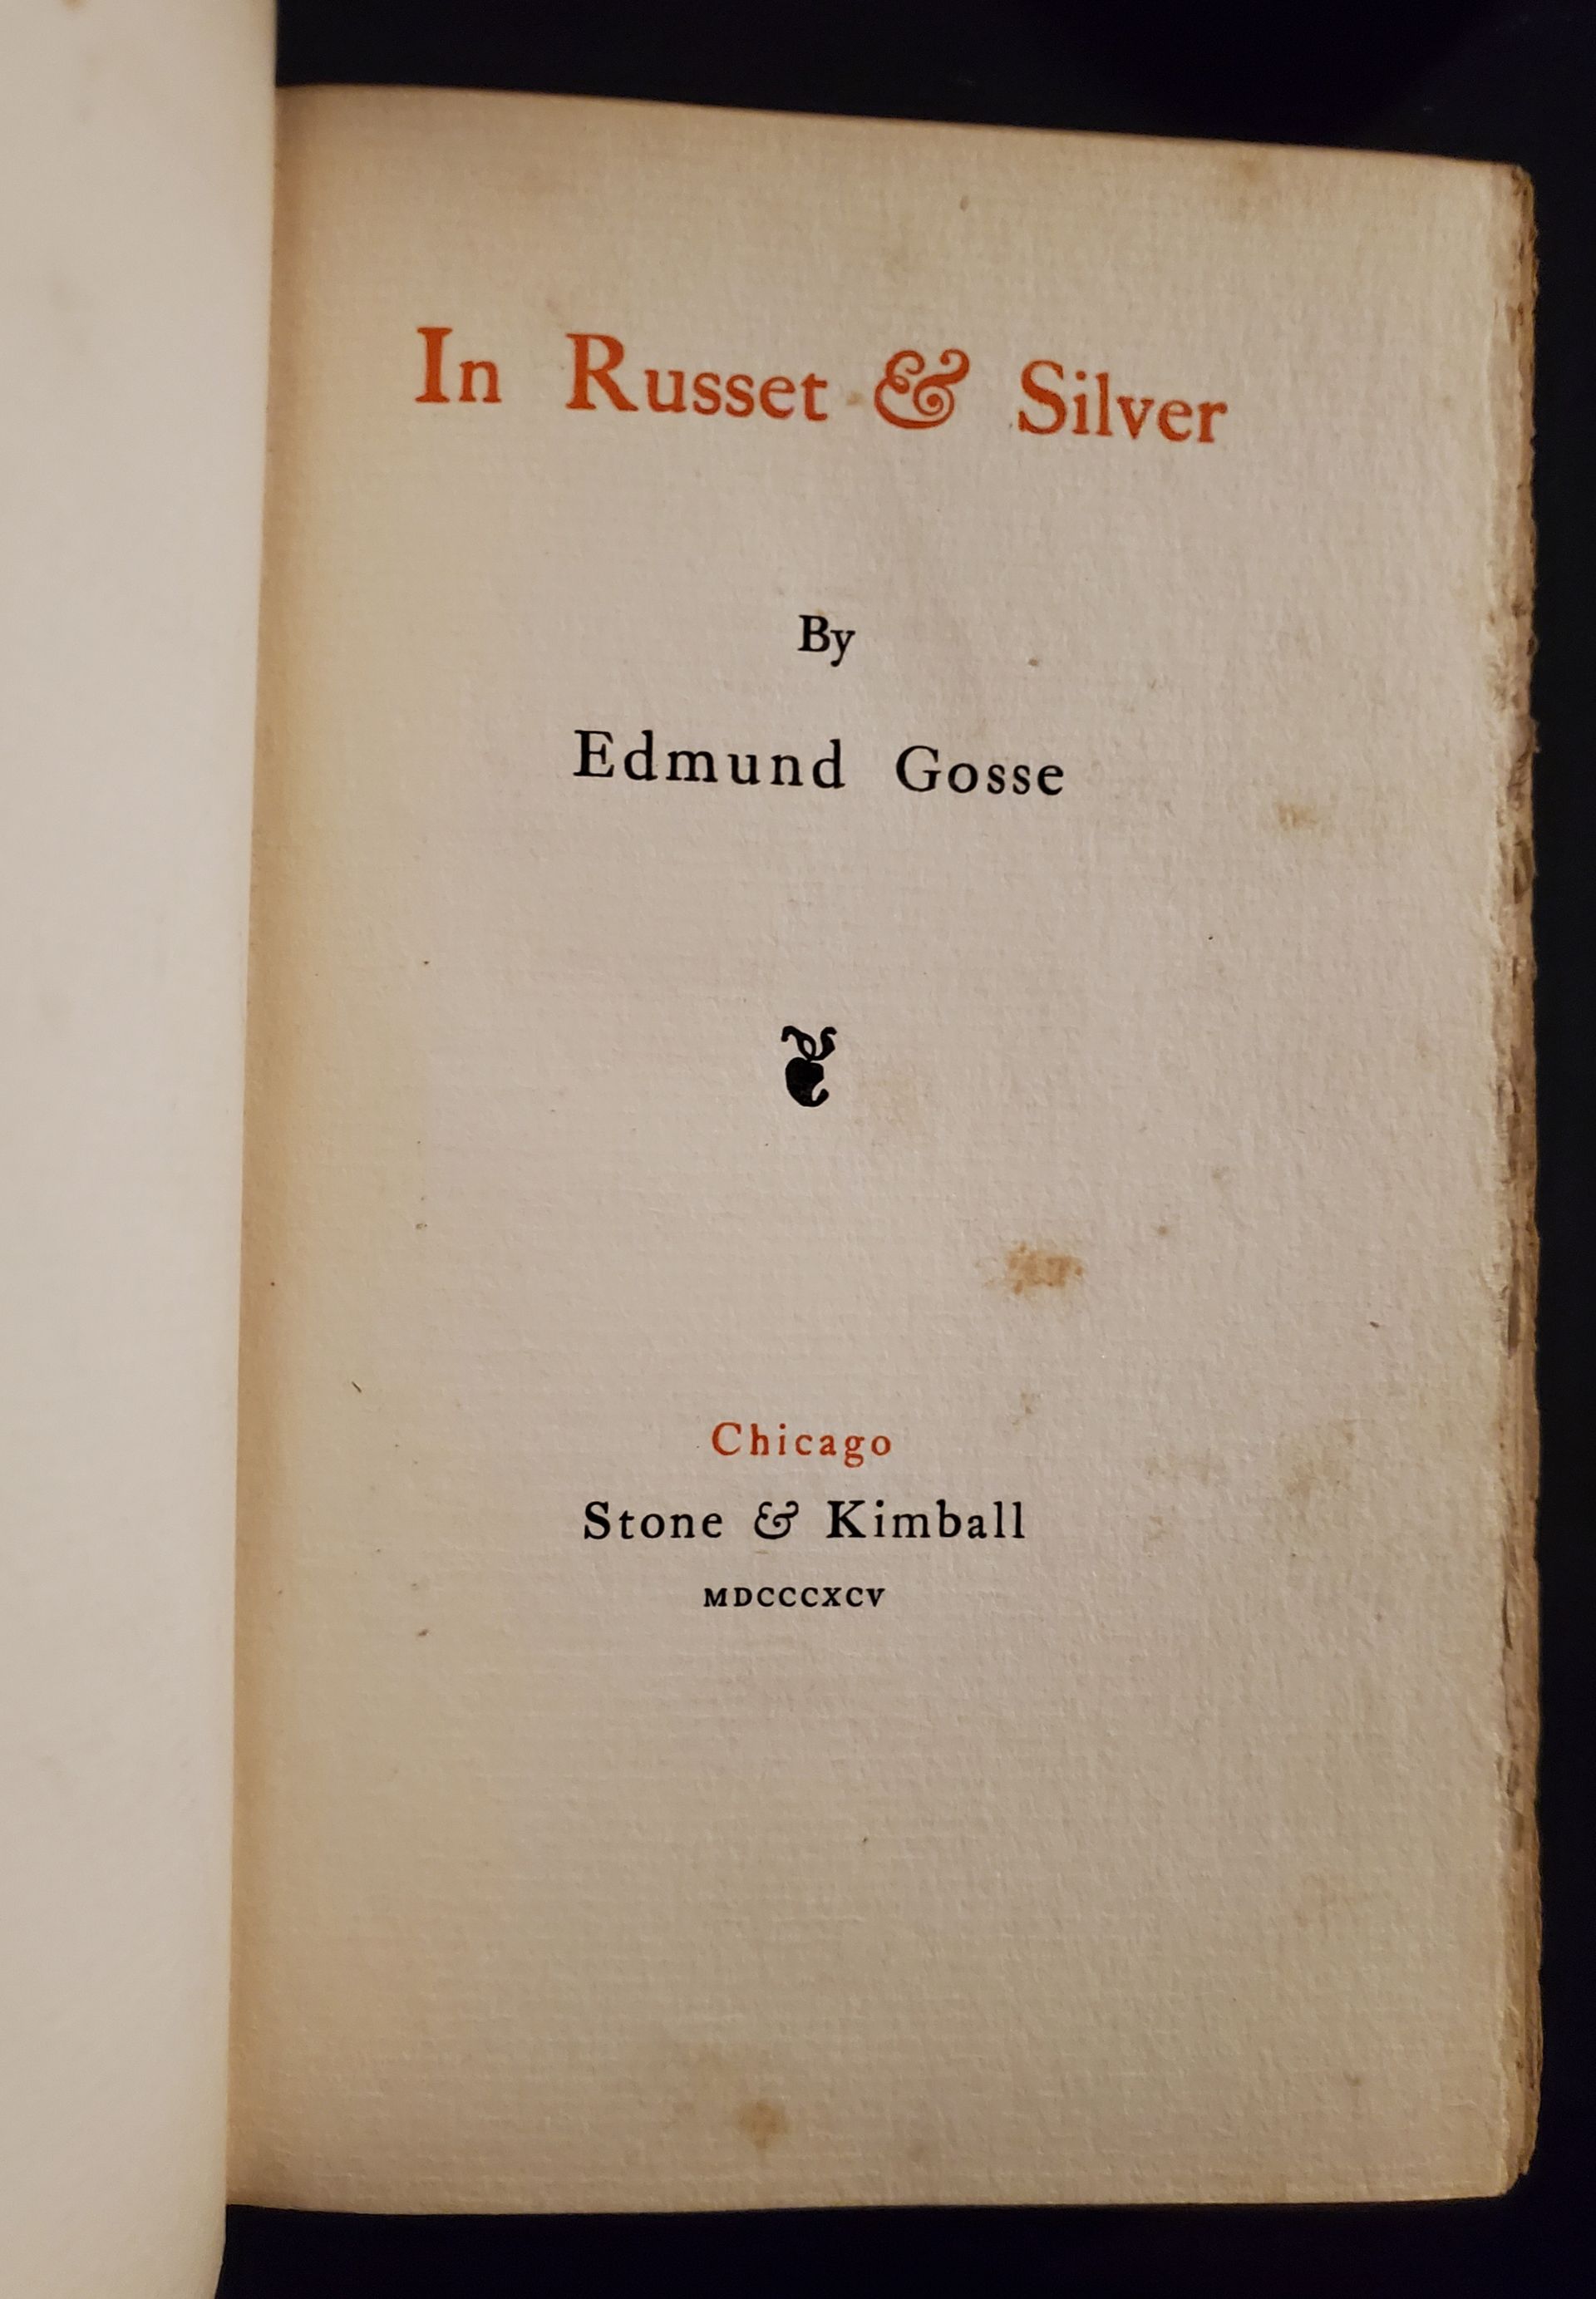 In Russet & Silver
By
Edmund Gosse
Chicago
Stone & Kimball
MDCCCXCV